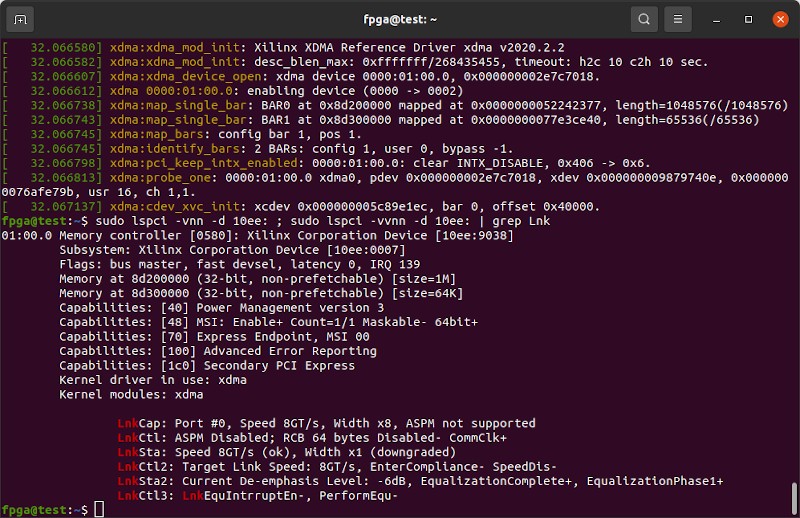 fpga@test: ~
[   32.066580] xdma:xdma_mod_init: Xilinx XDMA Reference Driver xdma v2020.2.2
[   32.066582] xdma:xdma_mod_init: desc_blen_max: 0xfffffff/268435455, timeout: h2c 10 c2h 10 sec.
[   32.066607] xdma:xdma_device_open: xdma device 0000:01:00.0, 0x000000002e7c7018.
[   32.066612] xdma 0000:01:00.0: enabling device (0000 -> 0002)
[   32.066738] xdma:map_single_bar: BAR0 at 0x8d200000 mapped at 0x0000000052242377, length=1048576(/1048576)
[   32.066743] xdma:map_single_bar: BAR1 at 0x8d300000 mapped at 0x0000000077e3ce40, length=65536(/65536)
[   32.066745] xdma:map_bars: config bar 1, pos 1.
[   32.066745] xdma:identify_bars: 2 BARs: config 1, user 0, bypass -1.
[   32.066798] xdma:pci_keep_intx_enabled: 0000:01:00.0: clear INTX_DISABLE, 0x406 -> 0x6.
[   32.066813] xdma:probe_one: 0000:01:00.0 xdma0, pdev 0x000000002e7c7018, xdev 0x000000009879740e, 0x000000
0076afe79b, usr 16, ch 1,1.
[   32.067137] xdma:cdev_xvc_init: xcdev 0x000000005c89e1ec, bar 0, offset 0x40000.
fpga@test:~$ sudo lspci -vnn -d 10ee: ; sudo lspci -vvnn -d 10ee: | grep Lnk
01:00.0 Memory controller [0580]: Xilinx Corporation Device [10ee:9038]
Subsystem: Xilinx Corporation Device [10ee:0007]
Flags: bus master, fast devsel, latency 0, IRQ 139
Memory at 8d200000 (32-bit, non-prefetchable) [size=1M]
Memory at 8d300000 (32-bit, non-prefetchable) [size=64K]
Capabilities: [40] Power Management version 3
Capabilities: [48] MSI: Enable+ Count=1/1 Maskable- 64bit+
Capabilities: [70] Express Endpoint, MSI 00
Capabilities: [100] Advanced Error Reporting
Capabilities: [1c0] Secondary PCI Express
Kernel driver in use: xdma
Kernel modules: xdma
LnkCap: Port #0, Speed 8GT/s, Width x8, ASPM not supported
LnkCtl: ASPM Disabled; RCB 64 bytes Disabled- CommClk+
LnkSta: Speed 8GT/s (ok), Width x1 (downgraded)
LnkCtl2: Target Link Speed: 8GT/s, EnterCompliance- SpeedDis-
LnkSta2: Current De-emphasis Level: -6dB, EqualizationComplete+, EqualizationPhase1+
LnkCtl3: LnkEquIntrruptEn-, PerformEqu-
fpga@test:~$